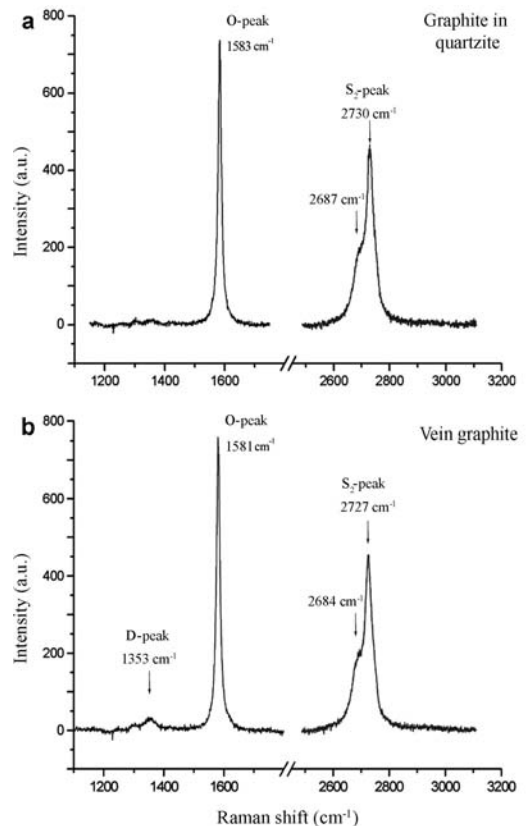 a
Graphite in
quartzite
O-peak
1583 cm⁻¹
S₂-peak
2730 cm⁻¹
2687 cm⁻¹
Intensity (a.u.)
800
600
400
200
0
1200 1400 1600 2600 2800 3000 3200
b
Vein graphite
O-peak
1581 cm⁻¹
S₂-peak
2727 cm⁻¹
2684 cm⁻¹
D-peak
1353 cm⁻¹
Intensity (a.u.)
800
600
400
200
0
1200 1400 1600 2600 2800 3000 3200
Raman shift (cm⁻¹)